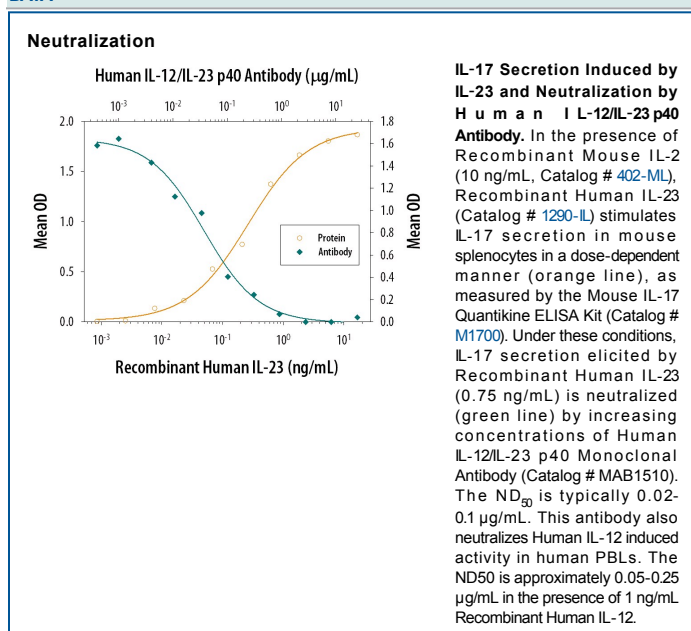 Neutralization
Human IL-12/IL-23 p40 Antibody (µg/mL)
10⁻³ 10⁻² 10⁻¹ 10⁰ 10¹
2.0 1.8
1.6
1.5 1.4
1.2
1.0 1.0
0.8
0.6
0.5 0.4
0.2
0.0 0.0
Mean OD
Mean OD
Protein
Antibody
10⁻³ 10⁻² 10⁻¹ 10⁰ 10¹
Recombinant Human IL-23 (ng/mL)
IL-17 Secretion Induced by
IL-23 and Neutralization by
Human IL-12/IL-23 p40
Antibody. In the presence of
Recombinant Mouse IL-2
(10 ng/mL, Catalog # 402-ML),
Recombinant Human IL-23
(Catalog # 1290-IL) stimulates
IL-17 secretion in mouse
splenocytes in a dose-dependent
manner (orange line), as
measured by the Mouse IL-17
Quantikine ELISA Kit (Catalog #
M1700). Under these conditions,
IL-17 secretion elicited by
Recombinant Human IL-23
(0.75 ng/mL) is neutralized
(green line) by increasing
concentrations of Human
IL-12/IL-23 p40 Monoclonal
Antibody (Catalog # MAB1510).
The ND₅₀ is typically 0.02-
0.1 µg/mL. This antibody also
neutralizes Human IL-12 induced
activity in human PBLs. The
ND50 is approximately 0.05-0.25
µg/mL in the presence of 1 ng/mL
Recombinant Human IL-12.